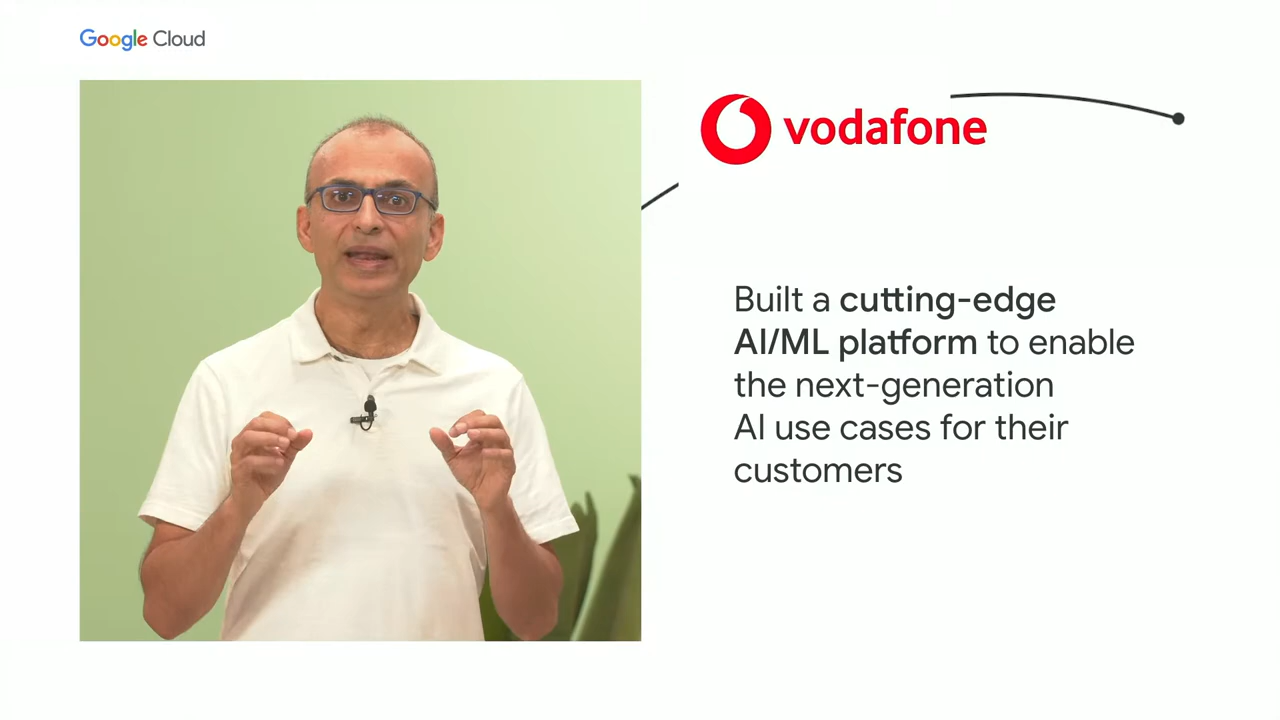 Google Cloud
vodafone
Built a cutting-edge
AI/ML platform to enable
the next-generation
AI use cases for their
customers